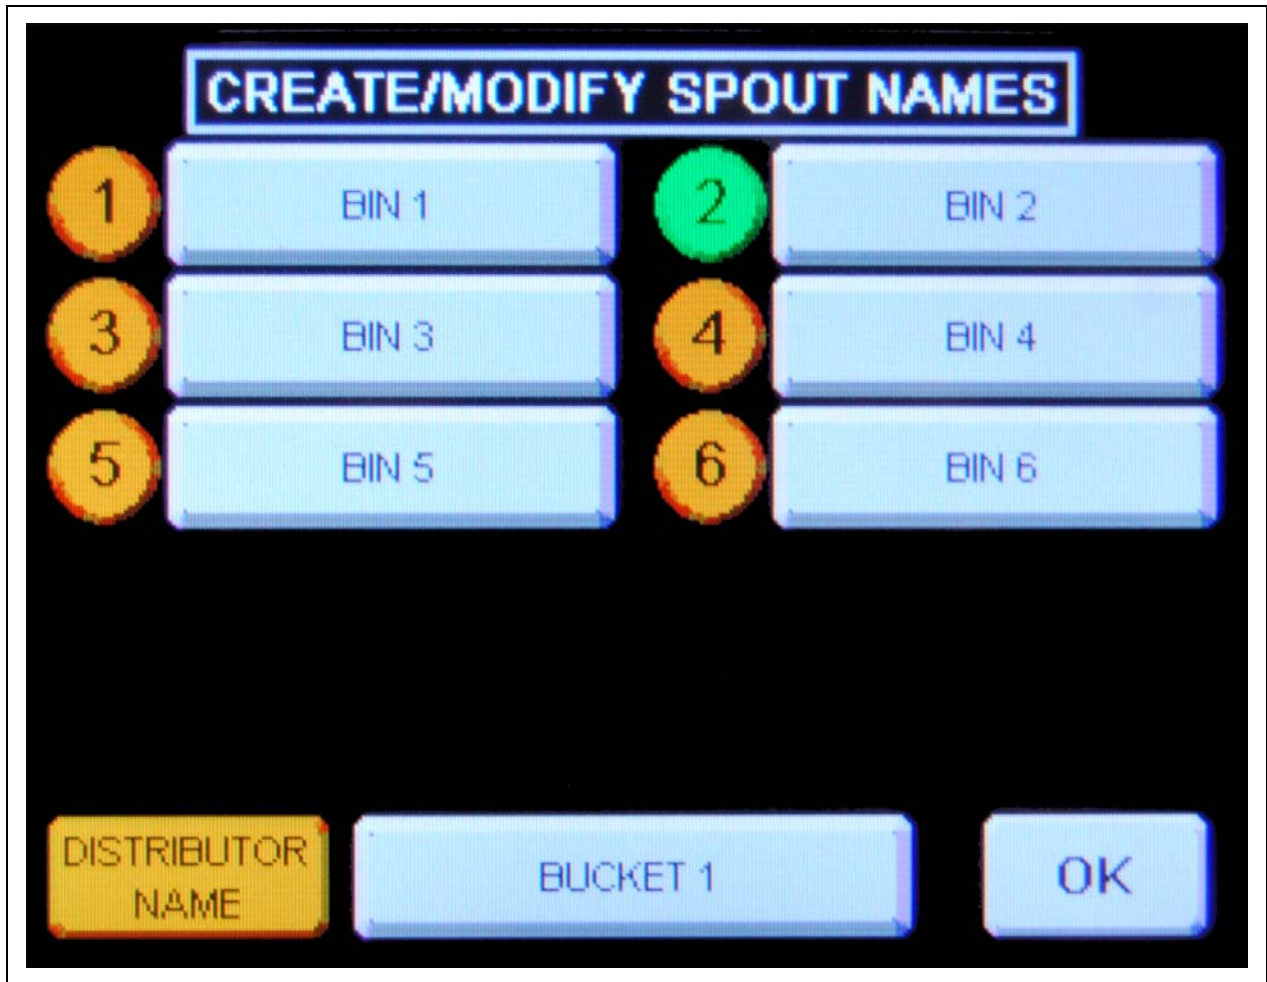 CREATE/MODIFY SPOUT NAMES
1 BIN 1 2 BIN 2
3 BIN 3 4 BIN 4
5 BIN 5 6 BIN 6
DISTRIBUTOR
NAME
BUCKET 1
OK